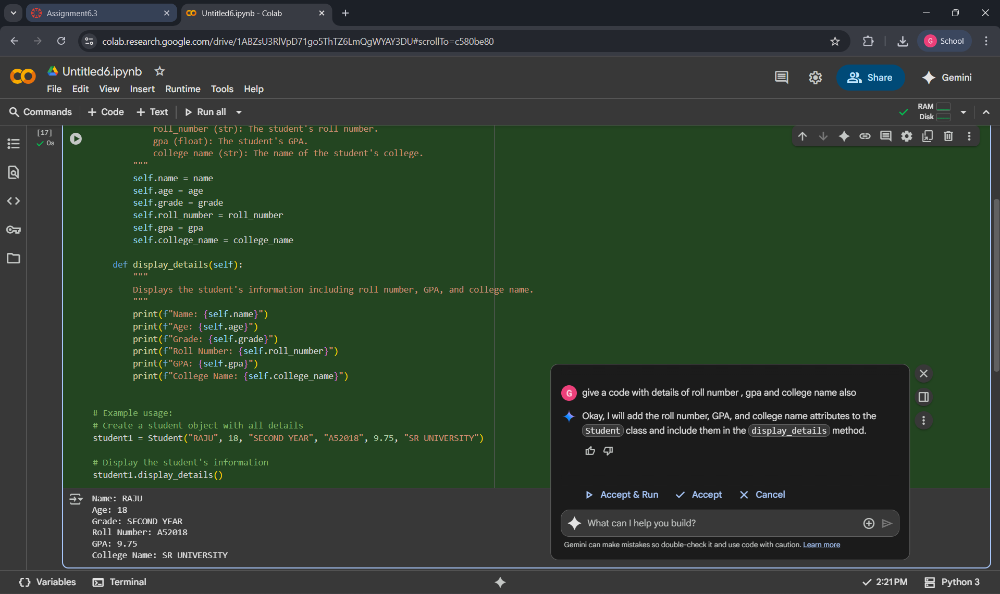 Assignment6.3
Untitled6.ipynb - Colab
colab.research.google.com/drive/1ABZsU3RlVpD71go5ThTZ6LmQgWYAY3DU#scrollTo=c580be80
G School
Untitled6.ipynb
File Edit View Insert Runtime Tools Help
Share
Gemini
Commands + Code + Text Run all
RAM
Disk
[17]
0s
roll_number (str): The student's roll number.
gpa (float): The student's GPA.
college_name (str): The name of the student's college.
"""
self.name = name
self.age = age
self.grade = grade
self.roll_number = roll_number
self.gpa = gpa
self.college_name = college_name
def display_details(self):
"""
Displays the student's information including roll number, GPA, and college name.
"""
print(f"Name: {self.name}")
print(f"Age: {self.age}")
print(f"Grade: {self.grade}")
print(f"Roll Number: {self.roll_number}")
print(f"GPA: {self.gpa}")
print(f"College Name: {self.college_name}")
# Example usage:
# Create a student object with all details
student1 = Student("RAJU", 18, "SECOND YEAR", "A52018", 9.75, "SR UNIVERSITY")
# Display the student's information
student1.display_details()
Name: RAJU
Age: 18
Grade: SECOND YEAR
Roll Number: A52018
GPA: 9.75
College Name: SR UNIVERSITY
G give a code with details of roll number , gpa and college name also
Okay, I will add the roll number, GPA, and college name attributes to the
Student class and include them in the display_details method.
Accept & Run Accept Cancel
What can I help you build?
Gemini can make mistakes so double-check it and use code with caution. Learn more
{} Variables Terminal
2:21 PM Python 3